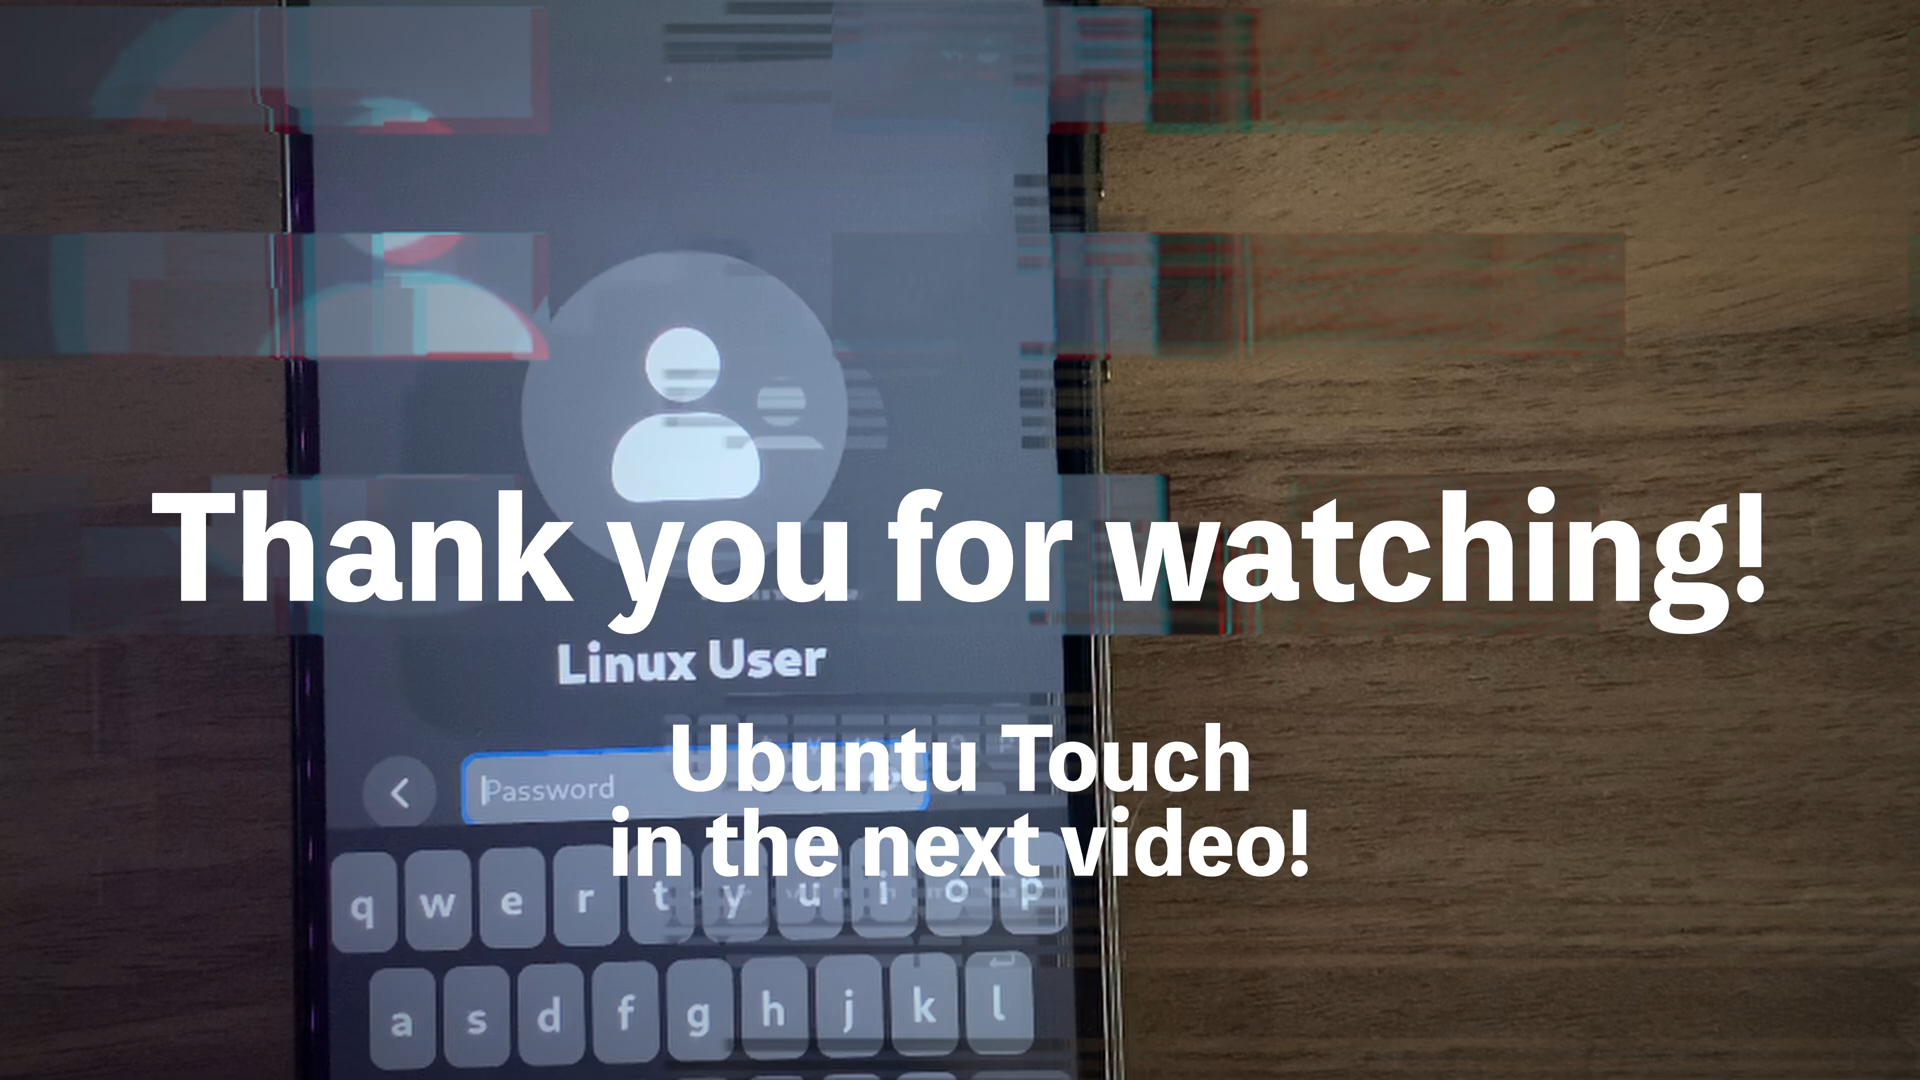 Thank you for watching!
Linux User
Ubuntu Touch
Password
in the next video!
q w e r t y u i o p
a s d f g h j k l